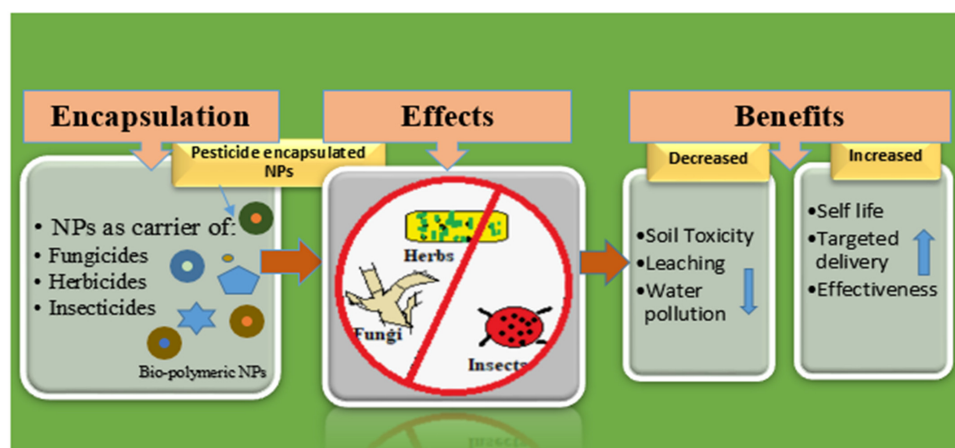 Encapsulation
Pesticide encapsulated
NPs
• NPs as carrier of:
• Fungicides
• Herbicides
• Insecticides
Bio-polymeric NPs
Effects
Herbs
Fungi
Insects
Benefits
Decreased
•Soil Toxicity
•Leaching
•Water
pollution
Increased
•Self life
•Targeted
delivery
•Effectiveness